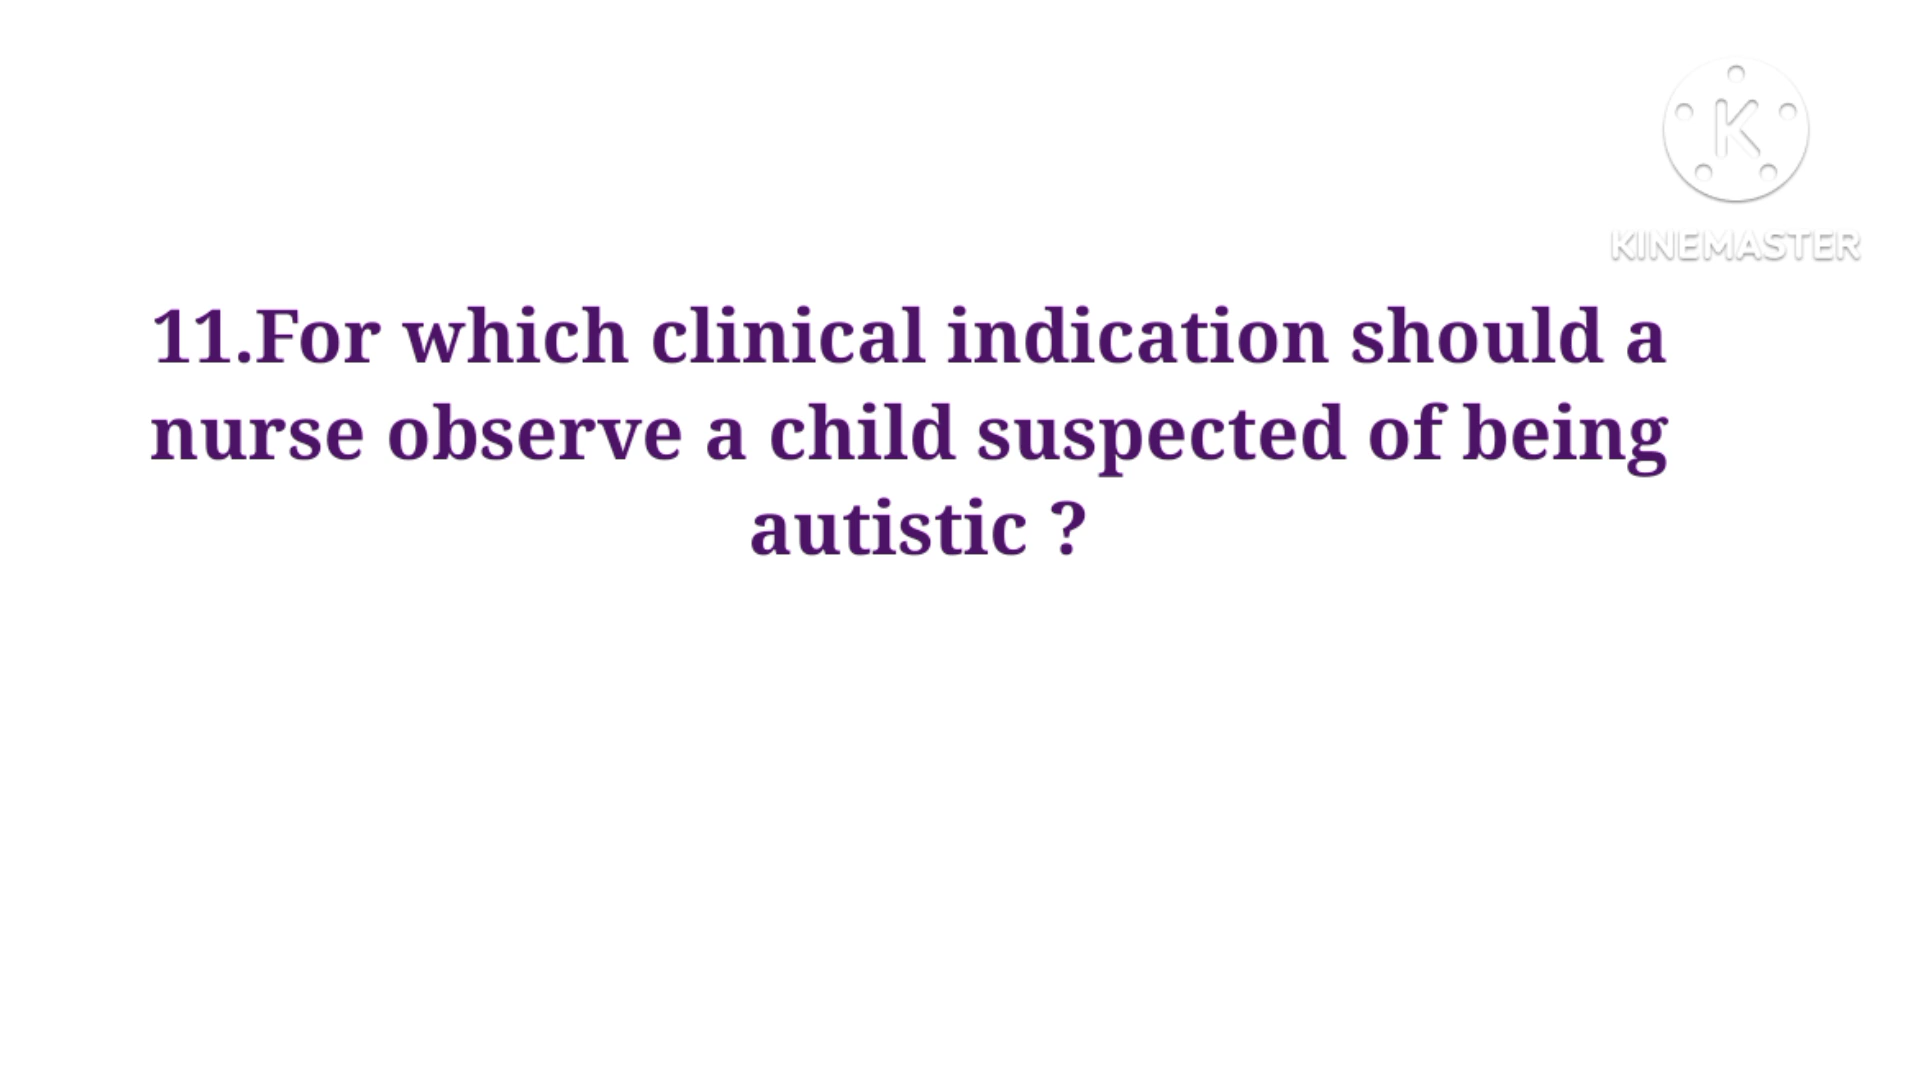 K
KINEMASTER
11.For which clinical indication should a
nurse observe a child suspected of being
autistic ?